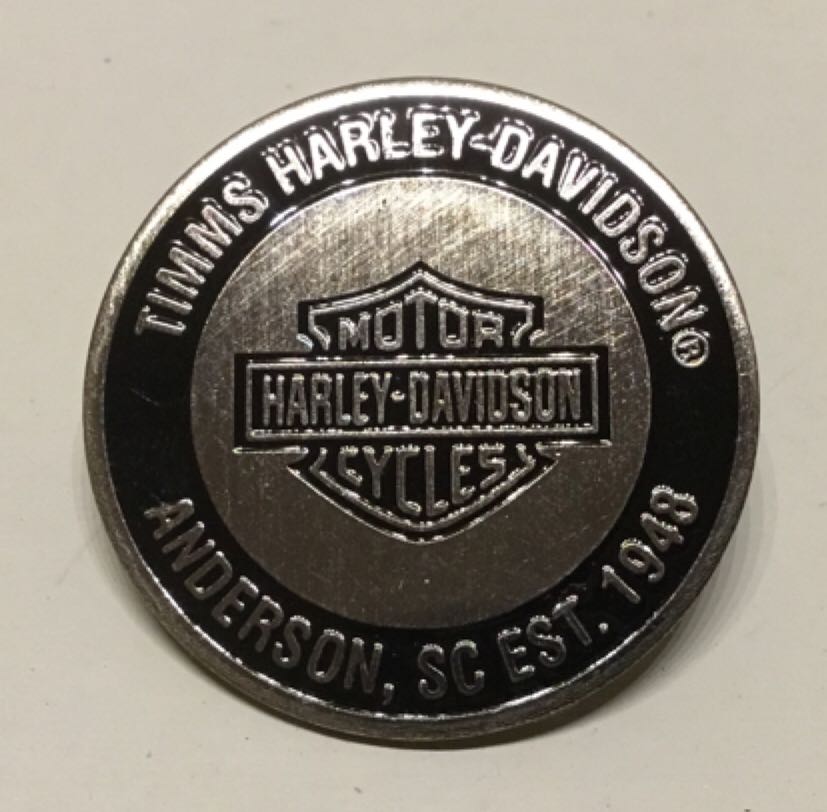 TIMMS HARLEY-DAVIDSON®
MOTOR
HARLEY-DAVIDSON
CYCLES
ANDERSON, SC EST. 1948